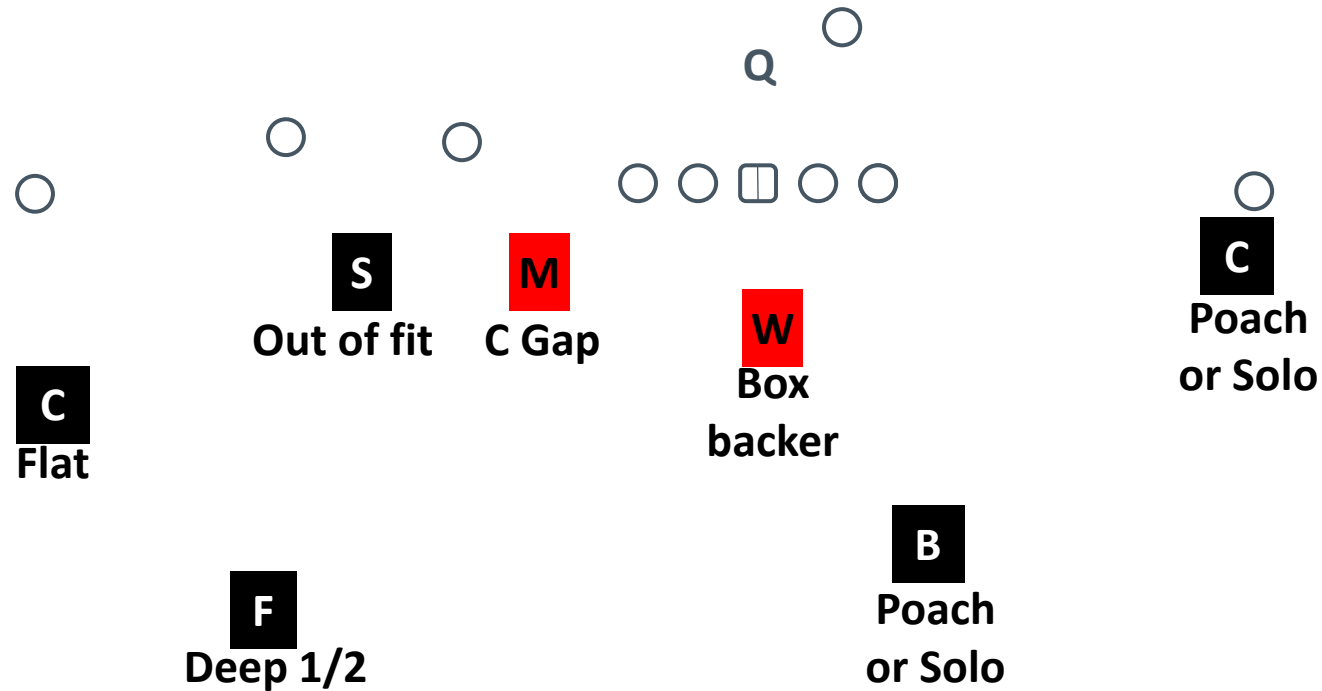 Q
S
M
C
Out of fit
C Gap
W
Poach
or Solo
Box
backer
C
Flat
B
Poach
or Solo
F
Deep 1/2